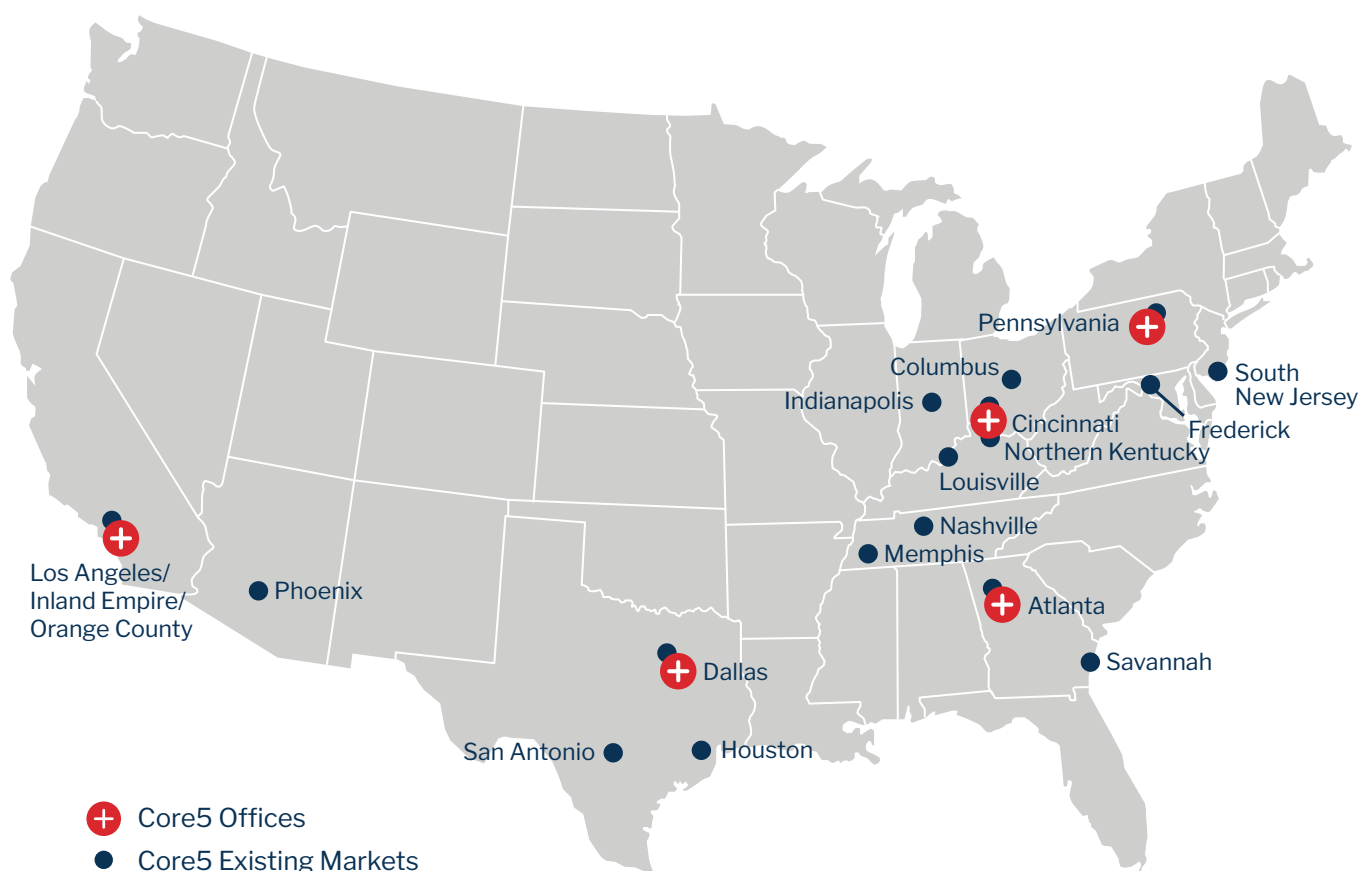 Pennsylvania
Columbus
South
New Jersey
Indianapolis
Cincinnati
Frederick
Northern Kentucky
Louisville
Nashville
Memphis
Los Angeles/
Inland Empire/
Orange County
Phoenix
Atlanta
Savannah
Dallas
San Antonio
Houston
Core5 Offices
Core5 Existing Markets